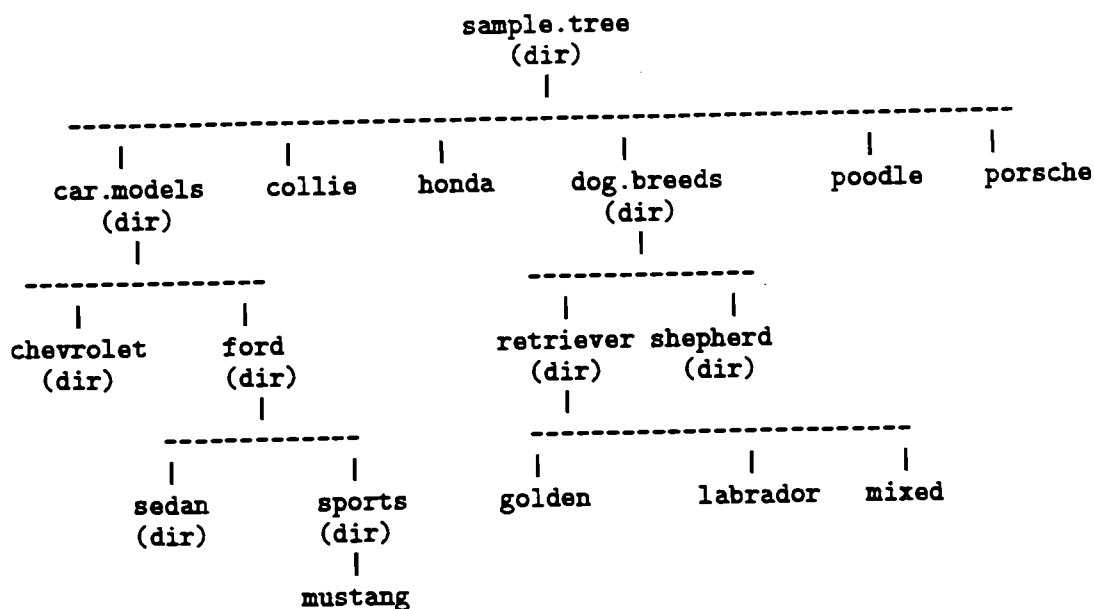 sample.tree
(dir)
car.models collie honda dog.breeds poodle porsche
(dir) (dir)
chevrolet ford retriever shepherd
(dir) (dir) (dir) (dir)
sedan sports golden labrador mixed
(dir) (dir)
mustang